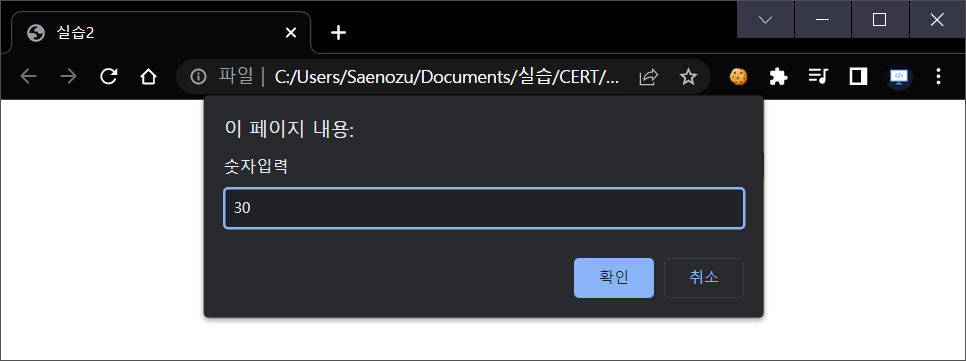 실습2
파일 | C:/Users/Saenozu/Documents/실습/CERT/...
이 페이지 내용:
숫자입력
30
확인 취소